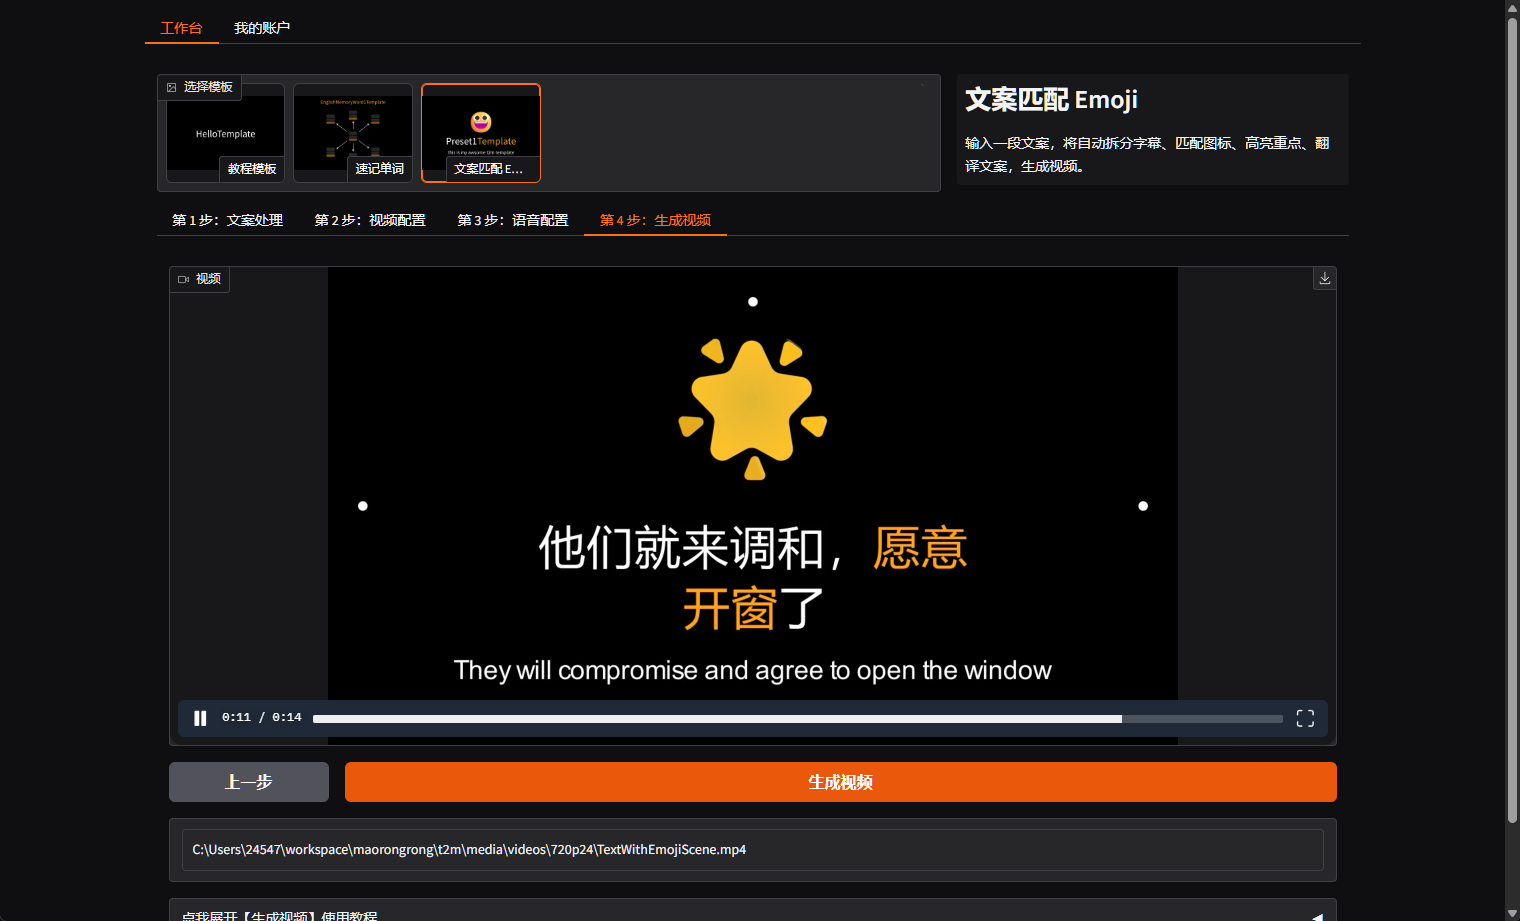 工作台
我的账户
选择模板
HelloTemplate
教程模板
EnglishMemoryWord1Template
速记单词
Preset1Template
this is my awesome t2m template
文案匹配 E...
文案匹配 Emoji
输入一段文案，将自动拆分字幕、匹配图标、高亮重点、翻
译文案，生成视频。
第 1 步：文案处理
第 2 步：视频配置
第 3 步：语音配置
第 4 步：生成视频
视频
他们就来调和，愿意
开窗了
They will compromise and agree to open the window
0:11 / 0:14
上一步
生成视频
C:\Users\24547\workspace\maorongrong\t2m\media\videos\720p24\TextWithEmojiScene.mp4
点我展开【生成视频】使用教程